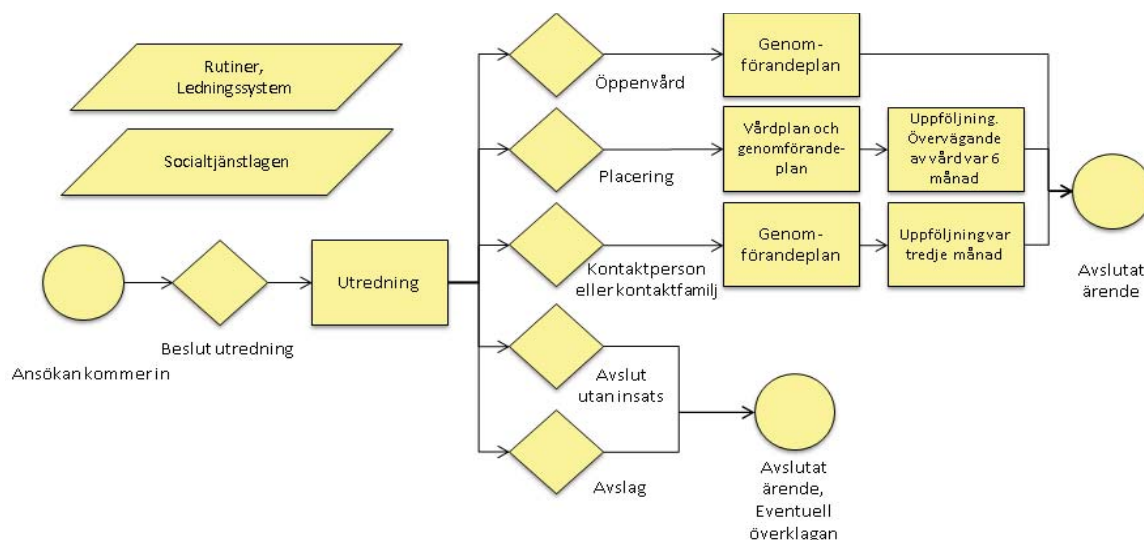 Rutiner,
Ledningssystem
Socialtjänstlagen
Ansökan kommer in
Beslut utredning
Utredning
Öppenvård
Genom-
förandeplan
Placering
Vårdplan och
genomförande-
plan
Uppföljning.
Övervägande
av vård var 6
månad
Kontaktperson
eller kontaktfamilj
Genom-
förandeplan
Uppföljning var
tredje månad
Avslutat
ärende
Avslut
utan insats
Avslag
Avslutat
ärende,
Eventuell
överklagan